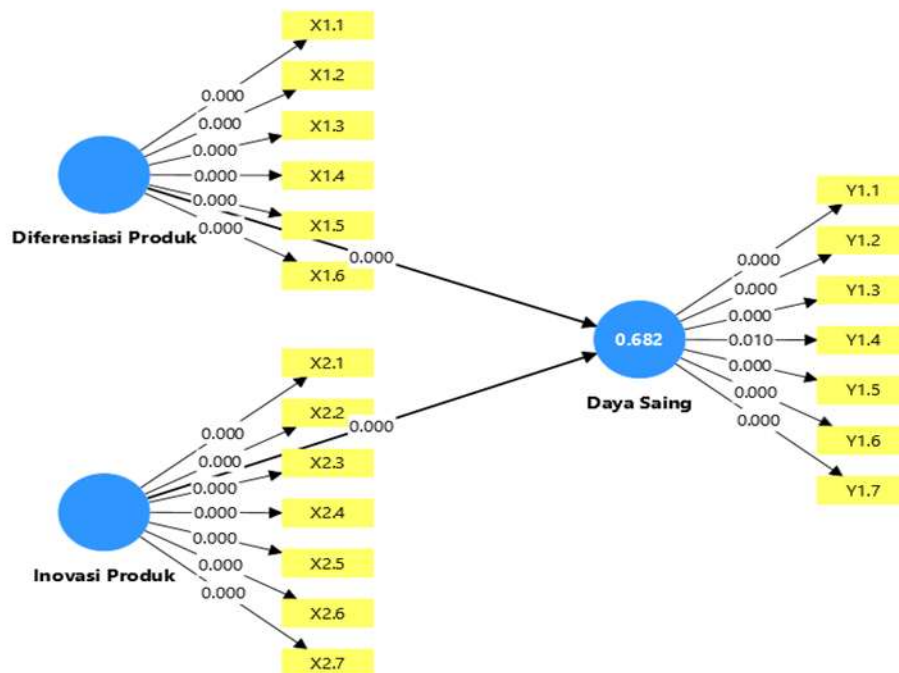 X1.1
0.000
X1.2
0.000
X1.3
0.000
X1.4
0.000
X1.5
0.000
X1.6
0.000
Diferensiasi Produk
0.000
X2.1
0.000
X2.2
0.000
X2.3
0.000
X2.4
0.000
X2.5
0.000
X2.6
0.000
X2.7
0.000
Inovasi Produk
0.000
0.682
Daya Saing
Y1.1
0.000
Y1.2
0.000
Y1.3
0.000
Y1.4
0.010
Y1.5
0.000
Y1.6
0.000
Y1.7
0.000